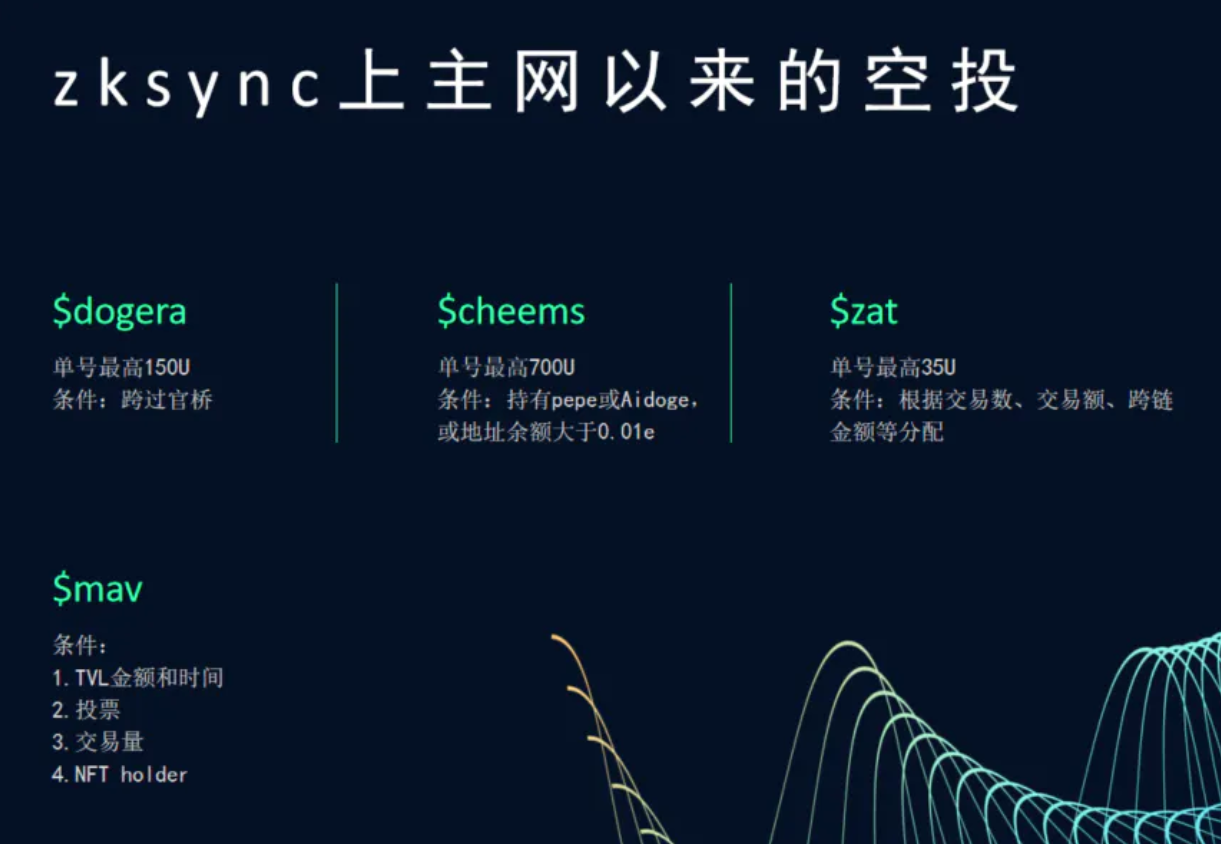 zksync上主网以来的空投
$dogera
单号最高150U
条件：跨过官桥
$cheems
单号最高700U
条件：持有pepe或Aidoge，
或地址余额大于0.01e
$zat
单号最高35U
条件：根据交易数、交易额、跨链
金额等分配
$mav
条件：
1.TVL金额和时间
2.投票
3.交易量
4.NFT holder